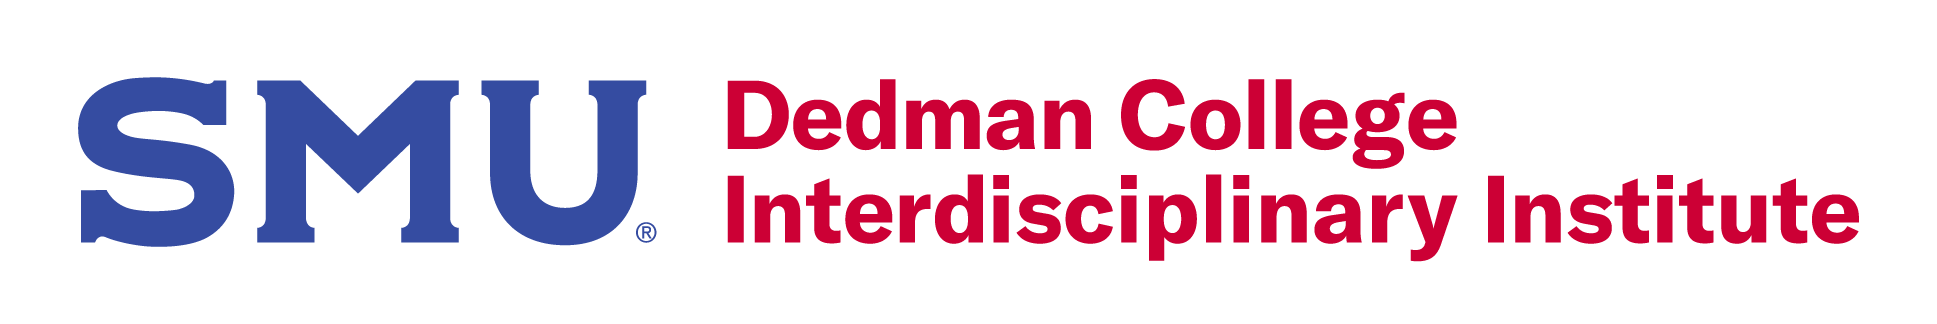 SMU® Dedman College
Interdisciplinary Institute